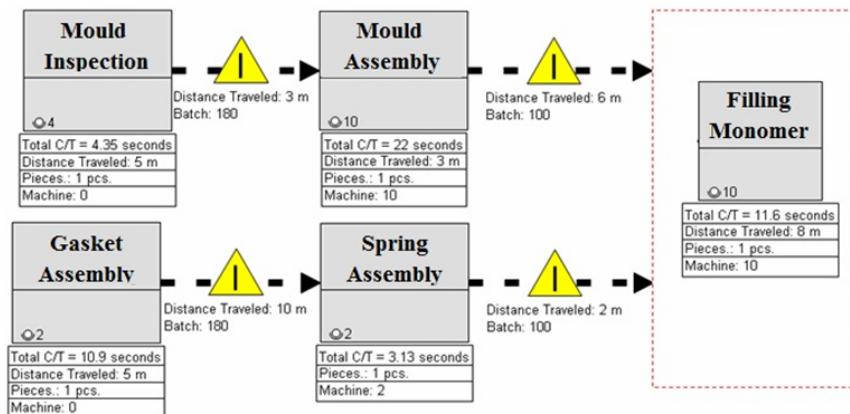 Mould
Inspection
4
Total C/T = 4.35 seconds
Distance Traveled: 5 m
Pieces.: 1 pcs.
Machine: 0
I
Distance Traveled: 3 m
Batch: 180
Mould
Assembly
10
Total C/T = 22 seconds
Distance Traveled: 3 m
Pieces.: 1 pcs.
Machine: 10
I
Distance Traveled: 6 m
Batch: 100
Filling
Monomer
10
Total C/T = 11.6 seconds
Distance Traveled: 8 m
Pieces.: 1 pcs.
Machine: 10
Gasket
Assembly
2
Total C/T = 10.9 seconds
Distance Traveled: 5 m
Pieces.: 1 pcs.
Machine: 0
I
Distance Traveled: 10 m
Batch: 180
Spring
Assembly
2
Total C/T = 3.13 seconds
Pieces.: 1 pcs.
Machine: 2
I
Distance Traveled: 2 m
Batch: 100